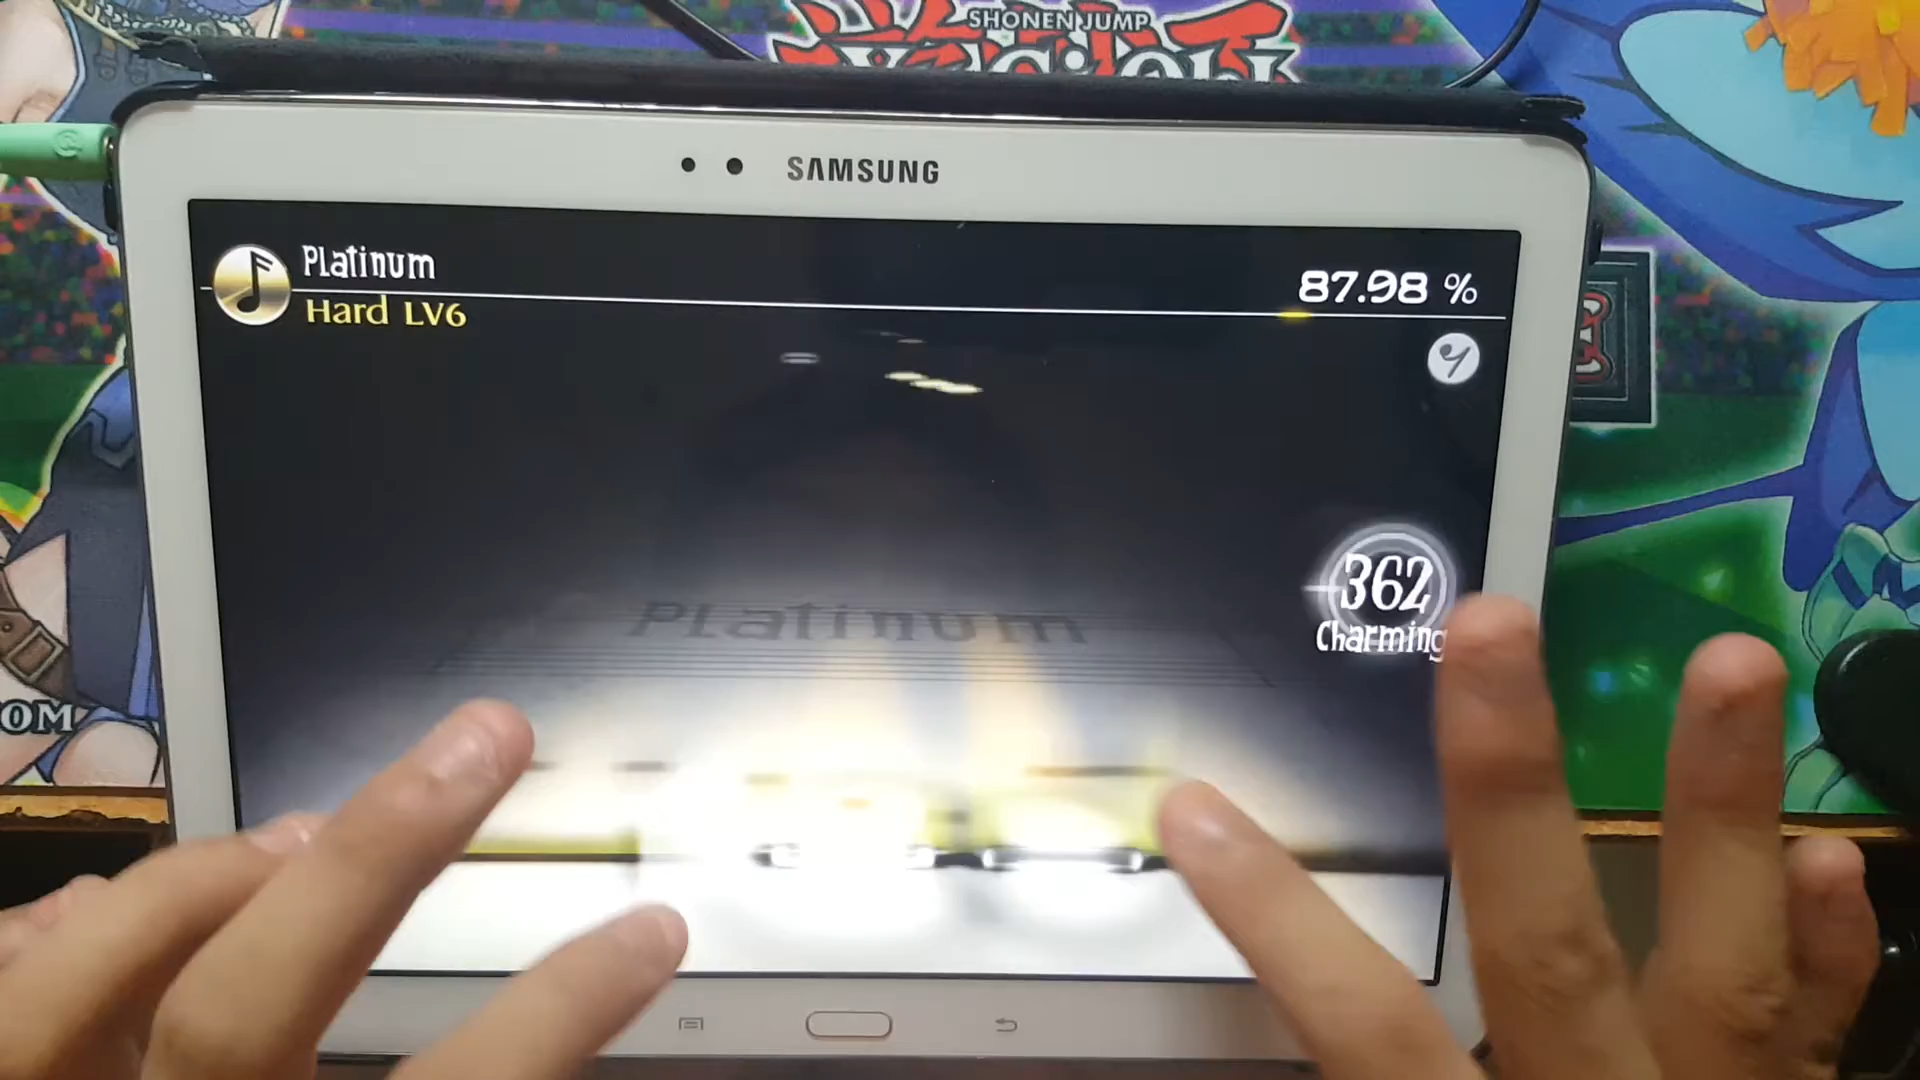 SHONEN JUMP
SAMSUNG
Platinum
87.98 %
Hard LV6
362
Platinum
Charming
OM